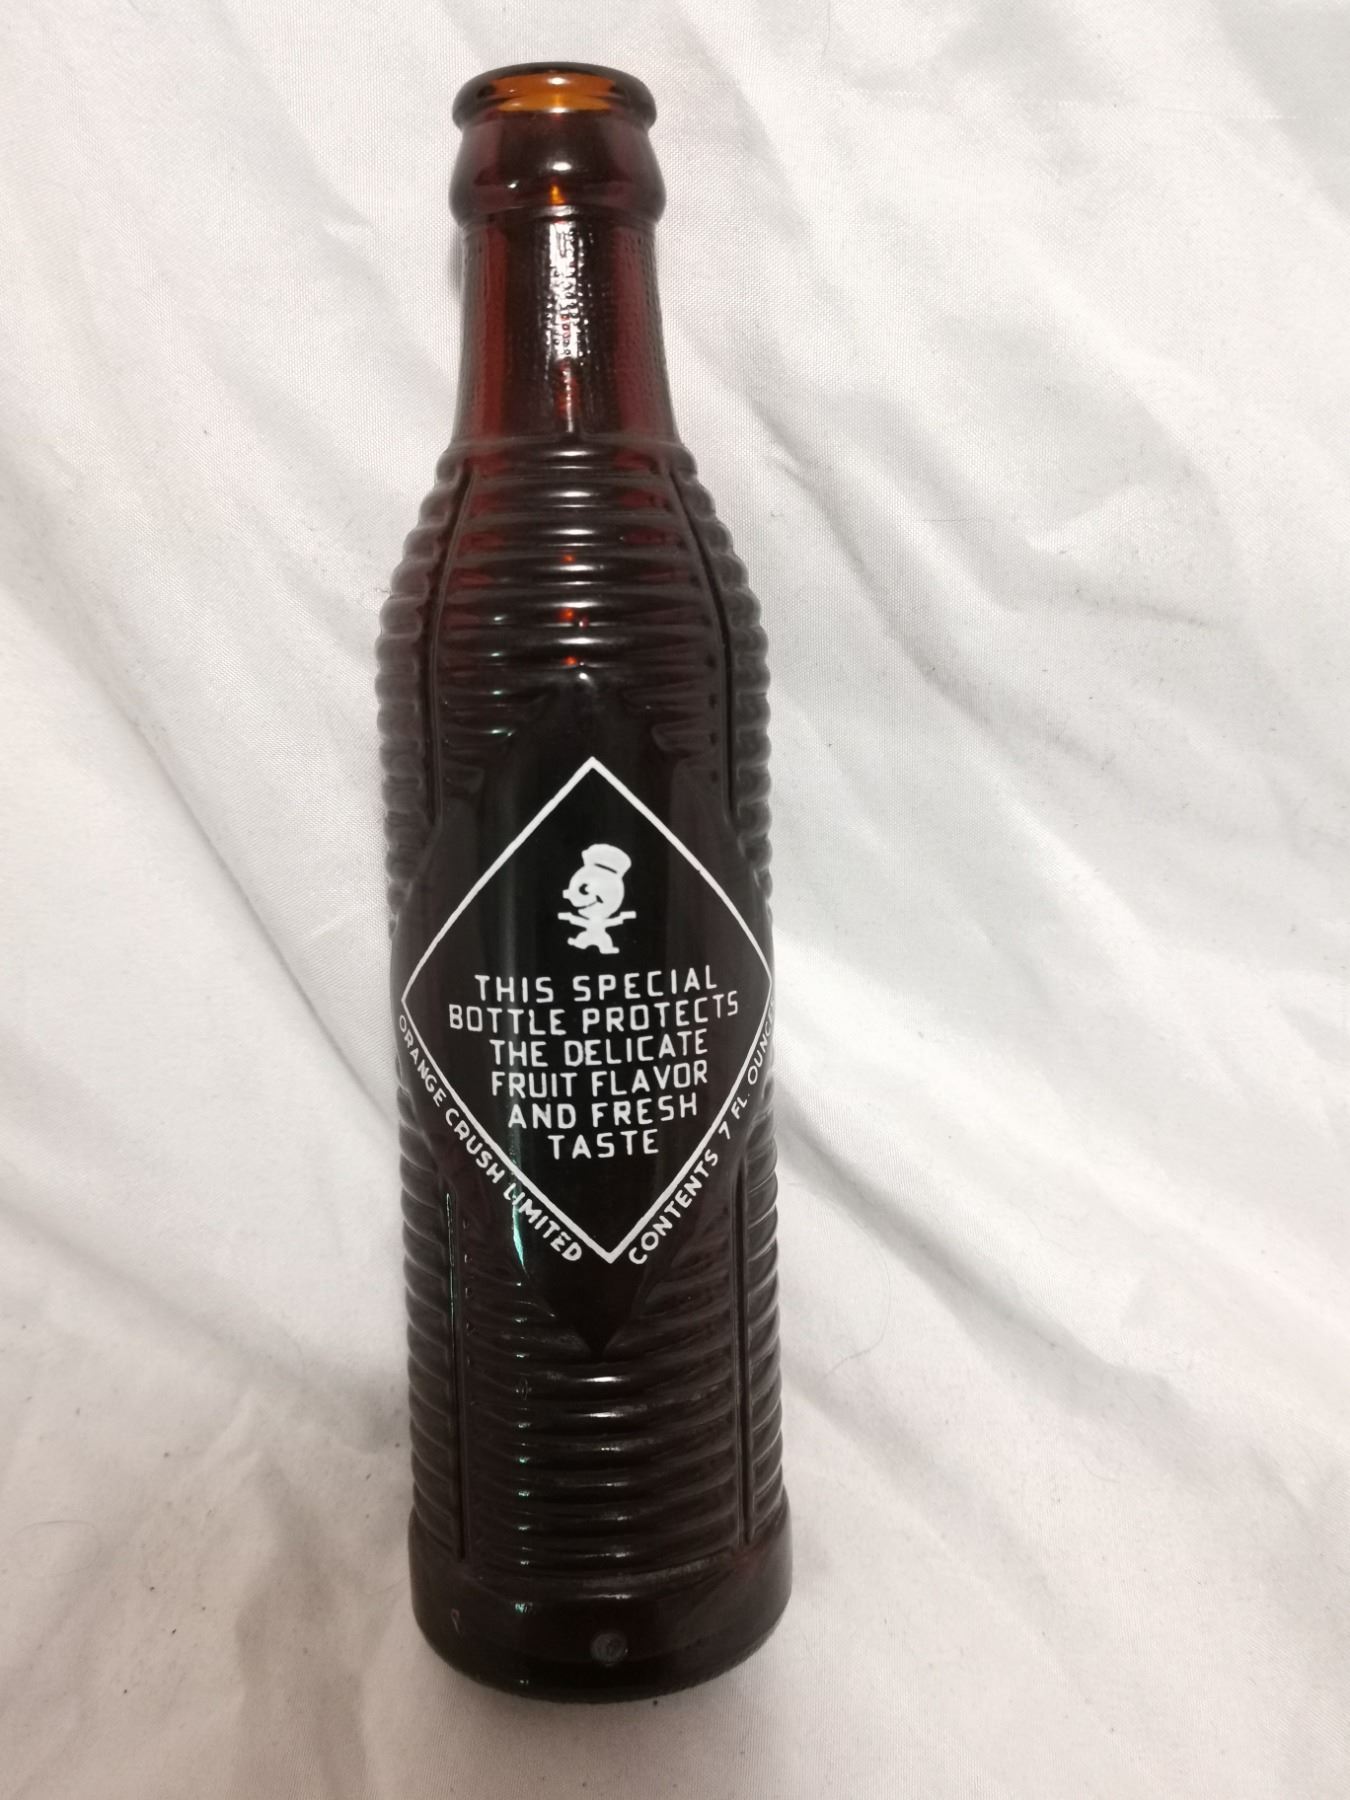 THIS SPECIAL
BOTTLE PROTECTS
THE DELICATE
FRUIT FLAVOR
AND FRESH
TASTE
ORANGE CRUSH LIMITED
CONTENTS 7 FL. OUNCES